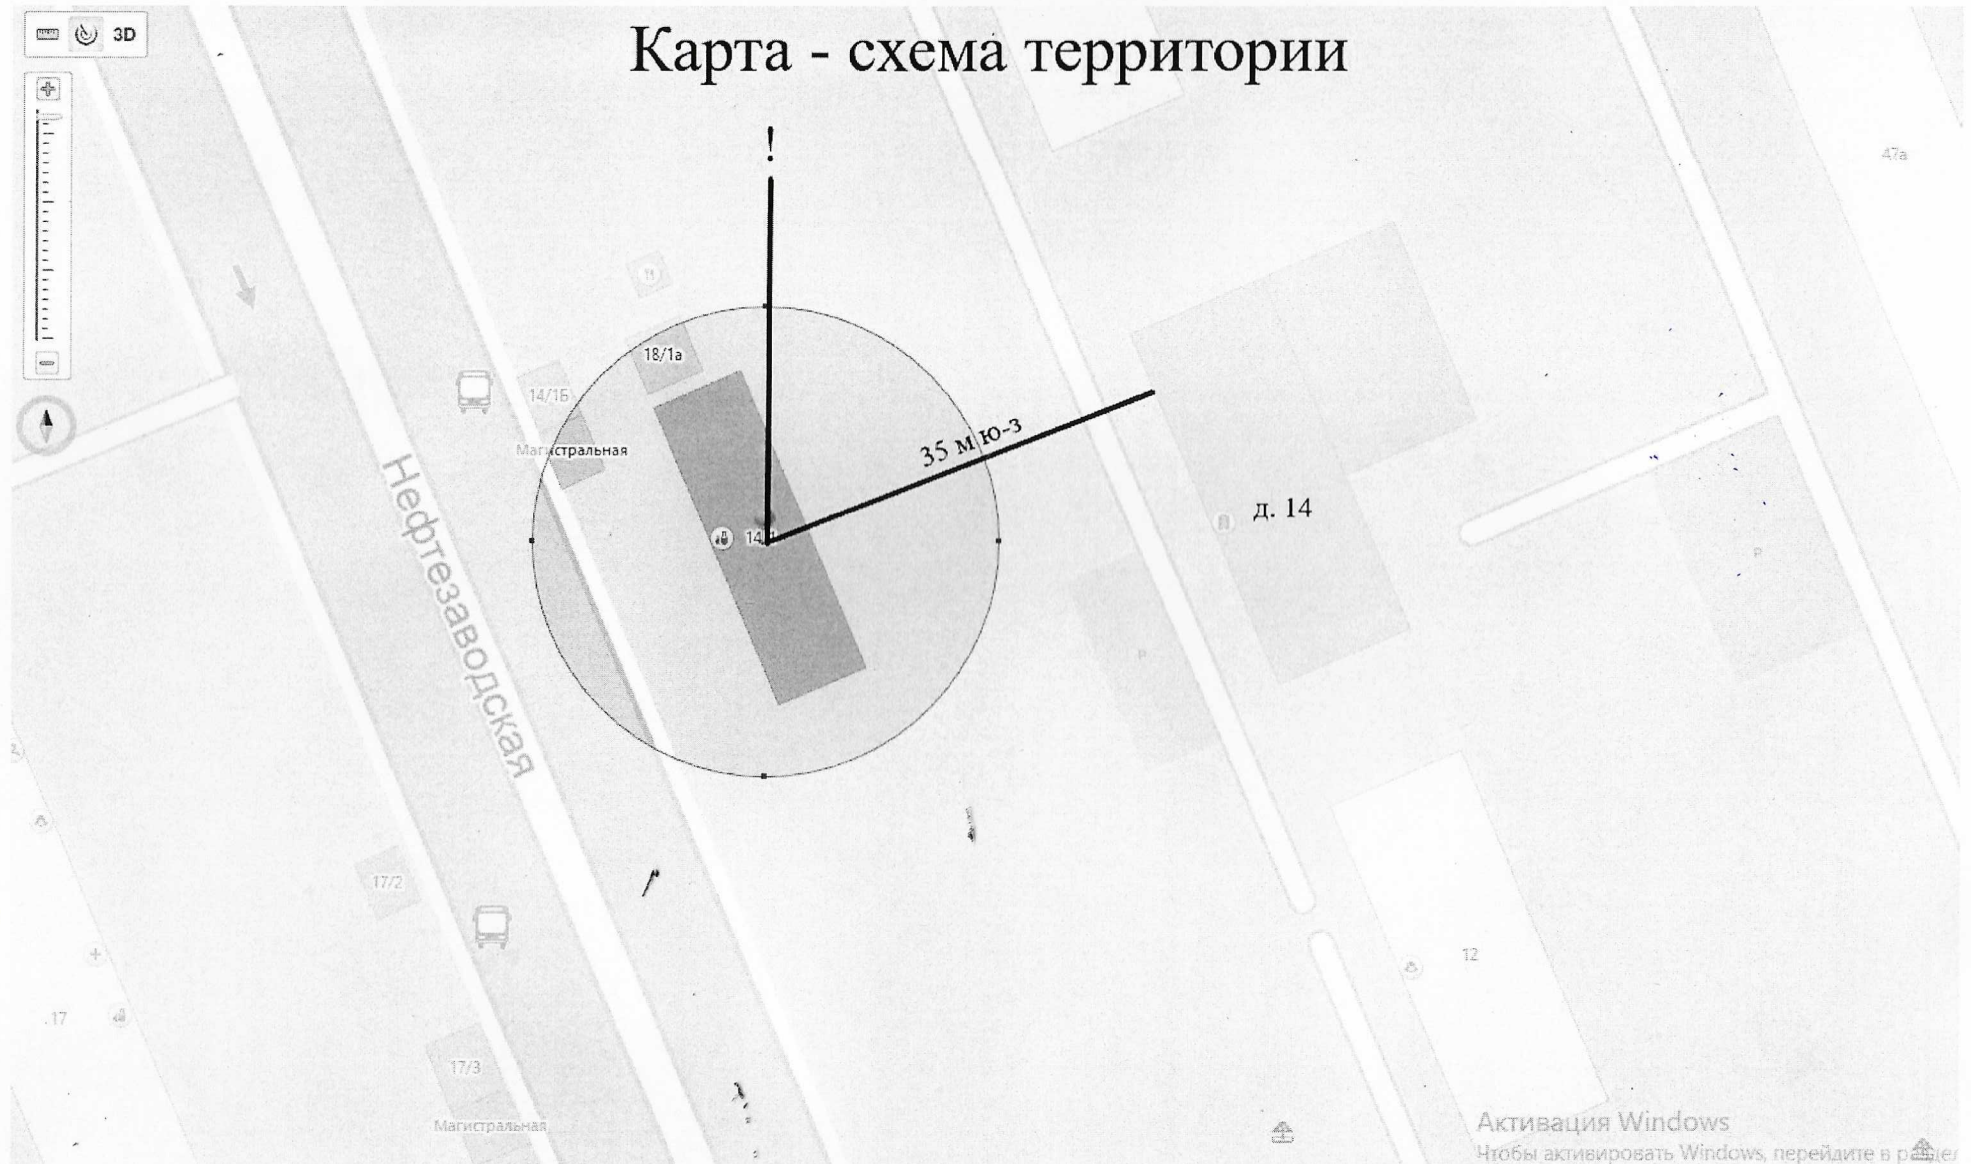 3D
Карта - схема территории
!
47а
18/1а
14/1Б
Магистральная
35 м ю-з
Нефтезаводская
д. 14
P
P
17/2
17
12
17/3
Магистральная
Активация Windows
Чтобы активировать Windows, перейдите в раздел